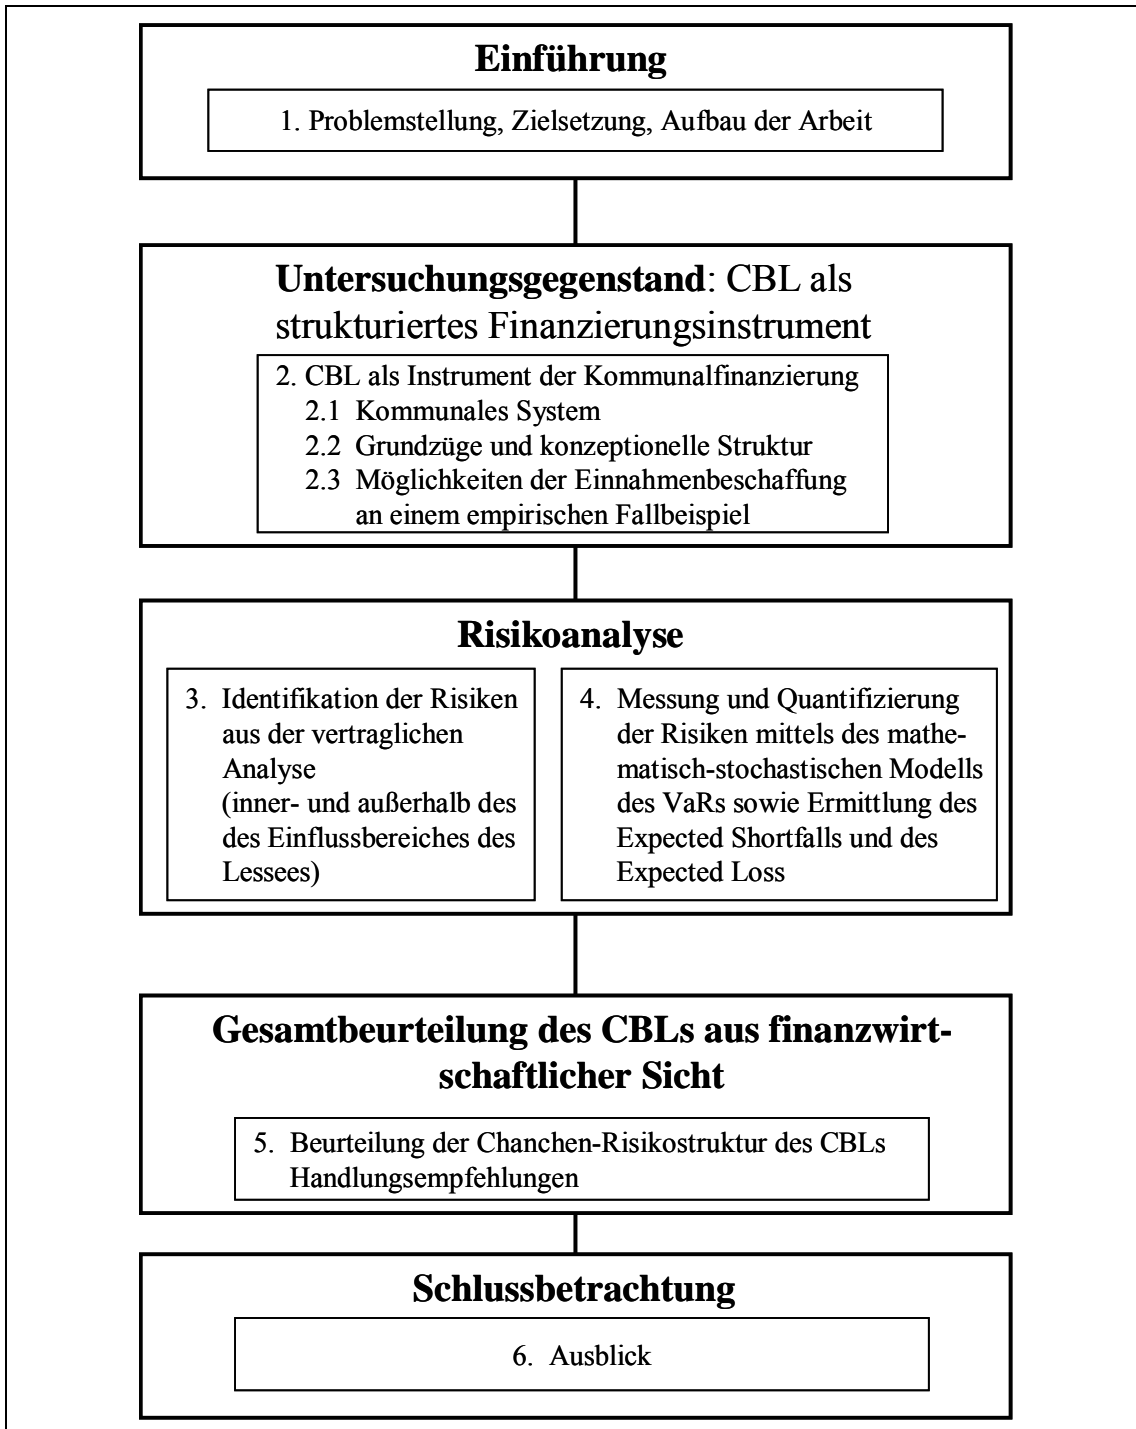 Einführung
1. Problemstellung, Zielsetzung, Aufbau der Arbeit
Untersuchungsgegenstand: CBL als
strukturiertes Finanzierungsinstrument
2. CBL als Instrument der Kommunalfinanzierung
2.1 Kommunales System
2.2 Grundzüge und konzeptionelle Struktur
2.3 Möglichkeiten der Einnahmenbeschaffung
an einem empirischen Fallbeispiel
Risikoanalyse
3. Identifikation der Risiken
aus der vertraglichen
Analyse
(inner- und außerhalb des
des Einflussbereiches des
Lessees)
4. Messung und Quantifizierung
der Risiken mittels des mathe-
matisch-stochastischen Modells
des VaRs sowie Ermittlung des
Expected Shortfalls und des
Expected Loss
Gesamtbeurteilung des CBLs aus finanzwirt-
schaftlicher Sicht
5. Beurteilung der Chanchen-Risikostruktur des CBLs
Handlungsempfehlungen
Schlussbetrachtung
6. Ausblick